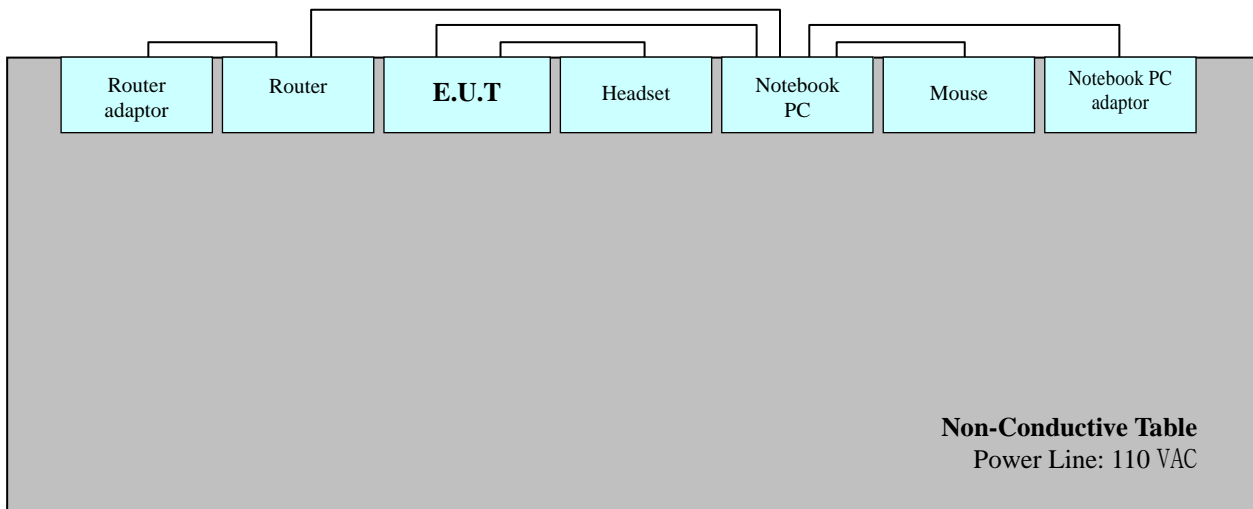 Router
adaptor
Router
E.U.T
Headset
Notebook
PC
Mouse
Notebook PC
adaptor
Non-Conductive Table
Power Line: 110 VAC